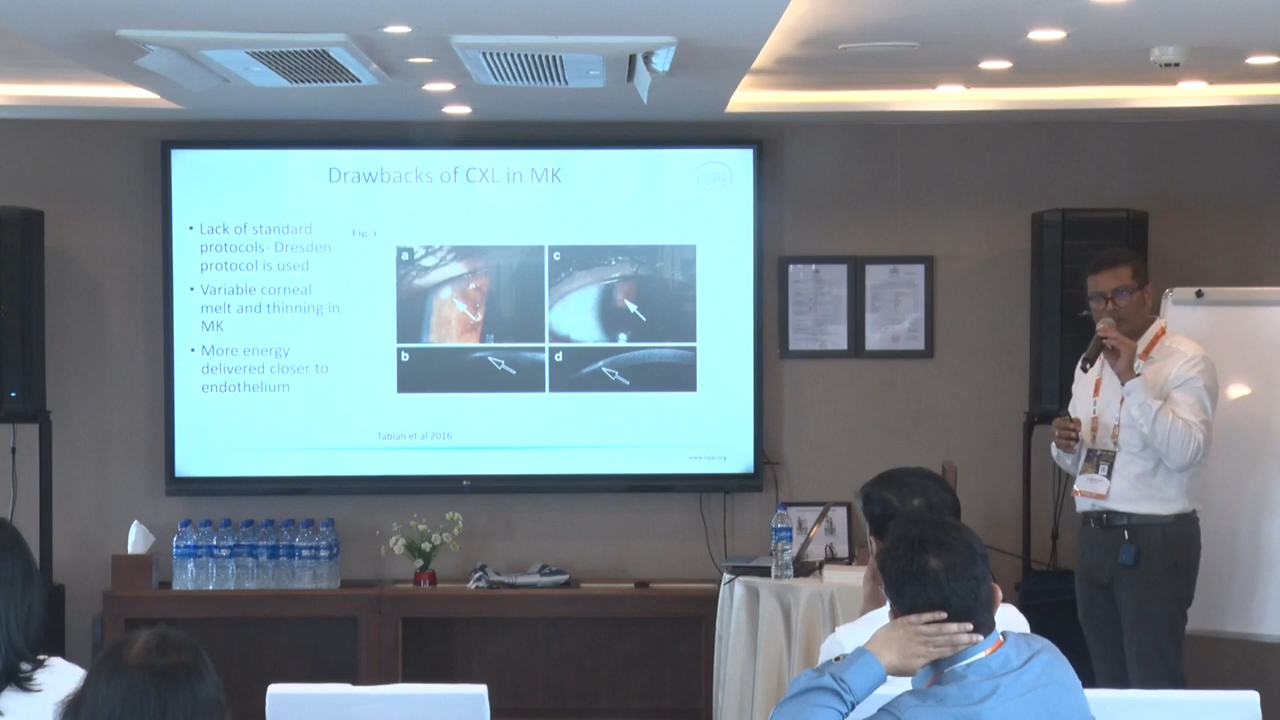 Drawbacks of CXL in MK
LVPEI
• Lack of standard
protocols- Dresden
protocol is used
• Variable corneal
melt and thinning in
MK
• More energy
delivered closer to
endothelium
Fig. 1
a
c
b
d
Tabian et al 2016
www.lvpei.org
LG